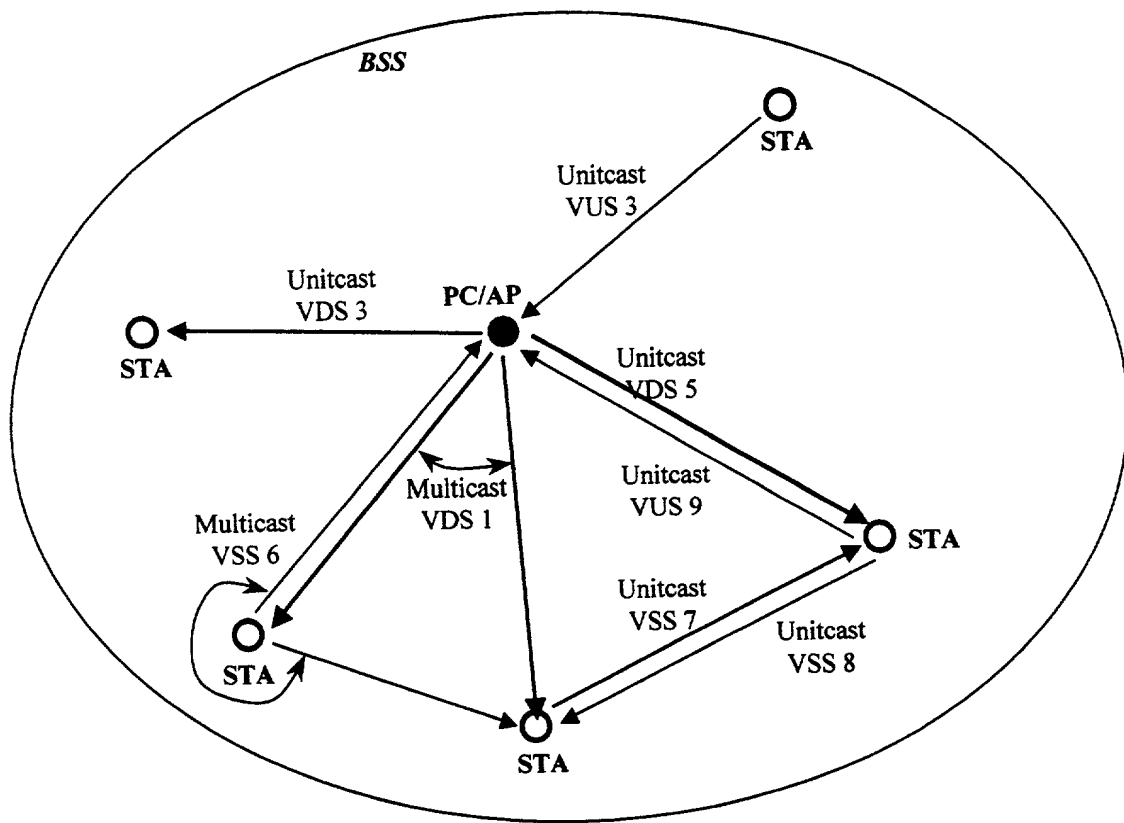 BSS
STA
Unitcast
VUS 3
Unitcast
VDS 3
PC/AP
STA
Unitcast
VDS 5
Multicast
VDS 1
Unitcast
VUS 9
Multicast
VSS 6
STA
Unitcast
VSS 7
Unitcast
VSS 8
STA
STA